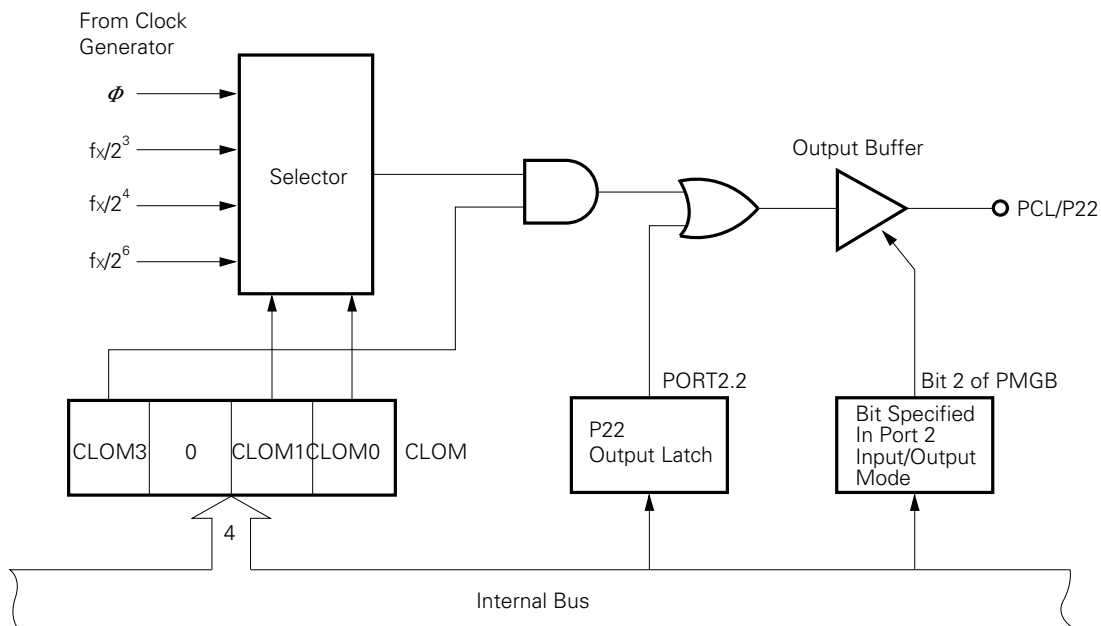 From Clock
Generator
Φ
fx/2³
fx/2⁴
fx/2⁶
Selector
Output Buffer
PCL/P22
PORT2.2
Bit 2 of PMGB
CLOM3 0 CLOM1 CLOM0 CLOM
P22
Output Latch
Bit Specified
In Port 2
Input/Output
Mode
4
Internal Bus